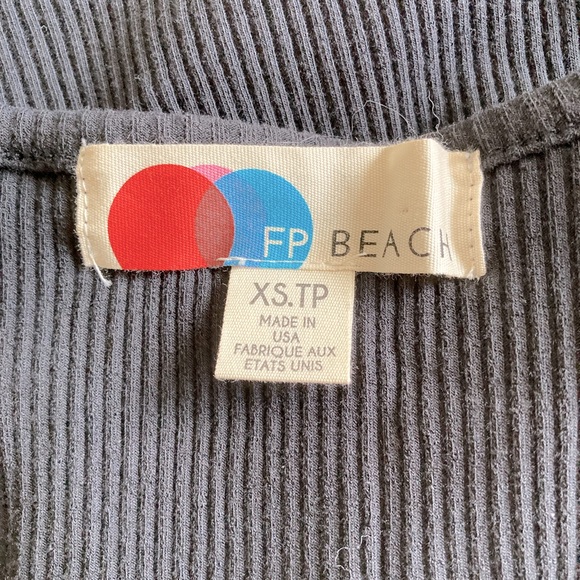 FP BEACH
XS.TP
MADE IN
USA
FABRIQUE AUX
ETATS UNIS